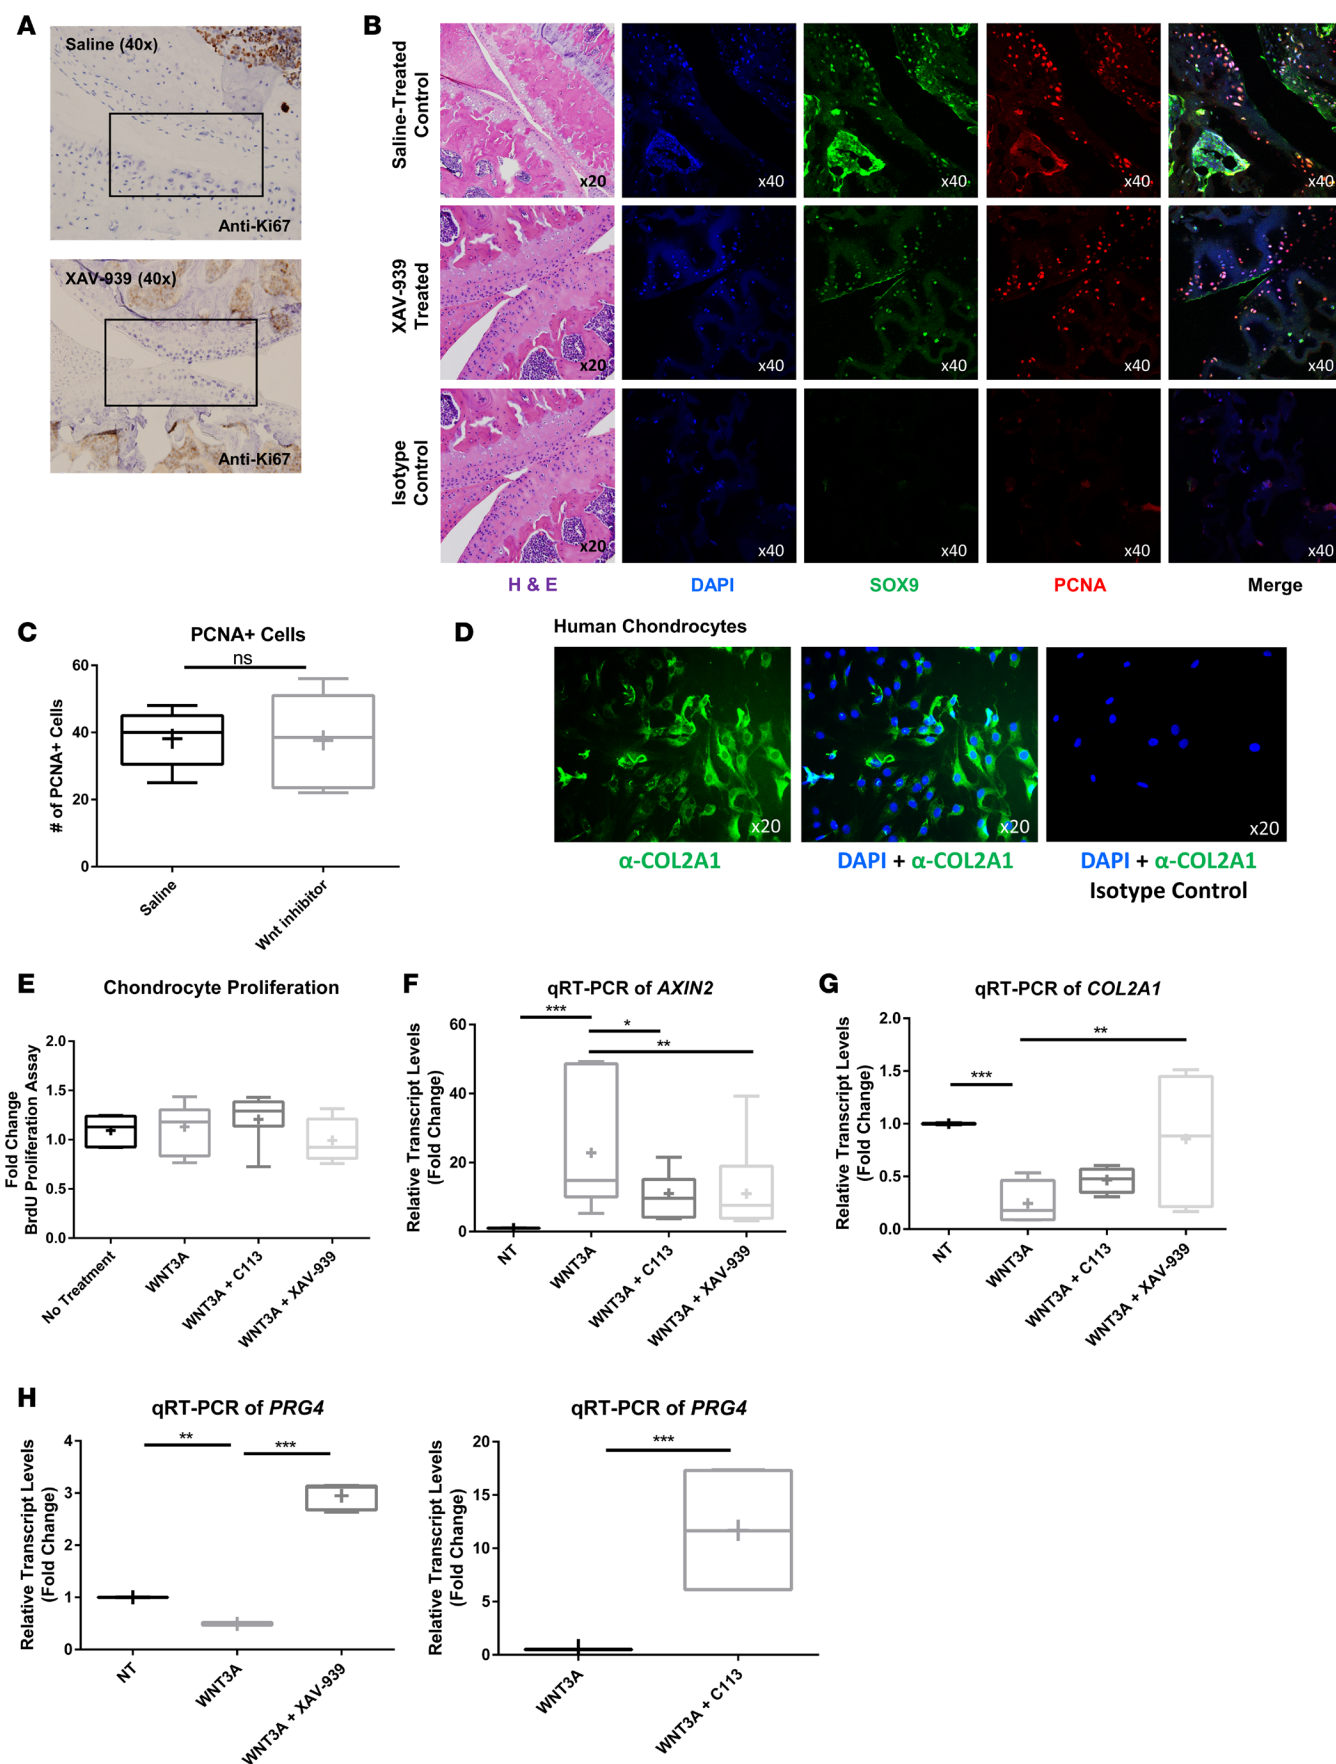 A
Saline (40x)
Anti-Ki67
XAV-939 (40x)
Anti-Ki67
B
Saline-Treated
Control
x20
x40
x40
x40
x40
XAV-939
Treated
x20
x40
x40
x40
x40
Isotype
Control
x20
x40
x40
x40
x40
H & E
DAPI
SOX9
PCNA
Merge
C
PCNA+ Cells
ns
# of PCNA+ Cells
60
40
20
0
Saline
Wnt inhibitor
D
Human Chondrocytes
x20
x20
x20
α-COL2A1
DAPI + α-COL2A1
DAPI + α-COL2A1
Isotype Control
E
Chondrocyte Proliferation
Fold Change
BrdU Proliferation Assay
2.0
1.5
1.0
0.5
0.0
No Treatment
WNT3A
WNT3A + C113
WNT3A + XAV-939
F
qRT-PCR of AXIN2
***
*
**
Relative Transcript Levels
(Fold Change)
60
40
20
0
NT
WNT3A
WNT3A + C113
WNT3A + XAV-939
G
qRT-PCR of COL2A1
**
***
Relative Transcript Levels
(Fold Change)
2.0
1.5
1.0
0.5
0.0
NT
WNT3A
WNT3A + C113
WNT3A + XAV-939
H
qRT-PCR of PRG4
**
***
Relative Transcript Levels
(Fold Change)
4
3
2
1
0
NT
WNT3A
WNT3A + XAV-939
qRT-PCR of PRG4
***
Relative Transcript Levels
(Fold Change)
20
15
10
5
0
WNT3A
WNT3A + C113